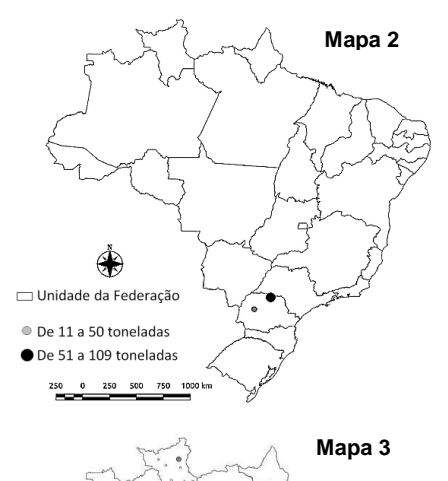 Mapa 2
N
Unidade da Federação
De 11 a 50 toneladas
De 51 a 109 toneladas
250 0 250 500 750 1000 km
Mapa 3